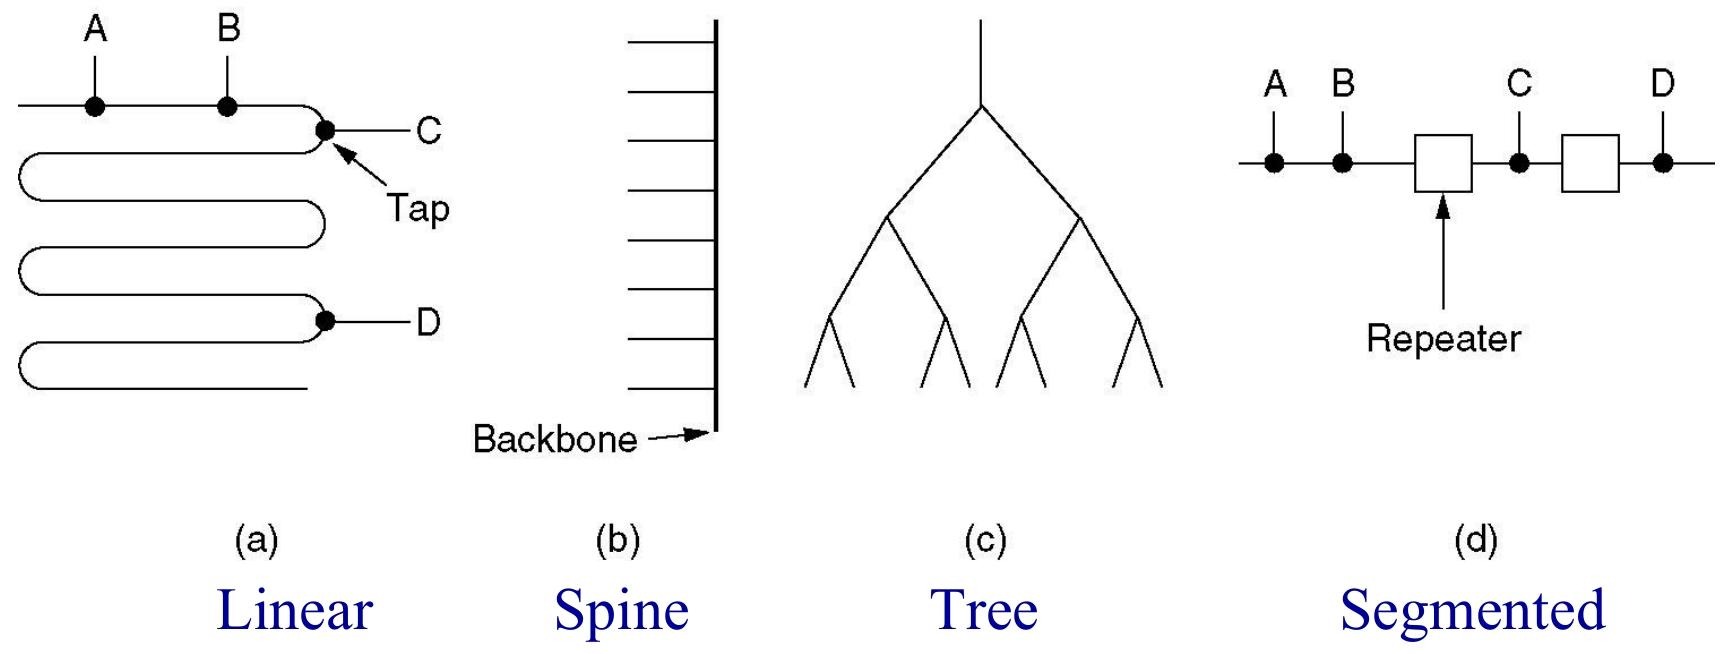 A B
C
Tap
D
Backbone
A B C D
Repeater
(a) (b) (c) (d)
Linear Spine Tree Segmented